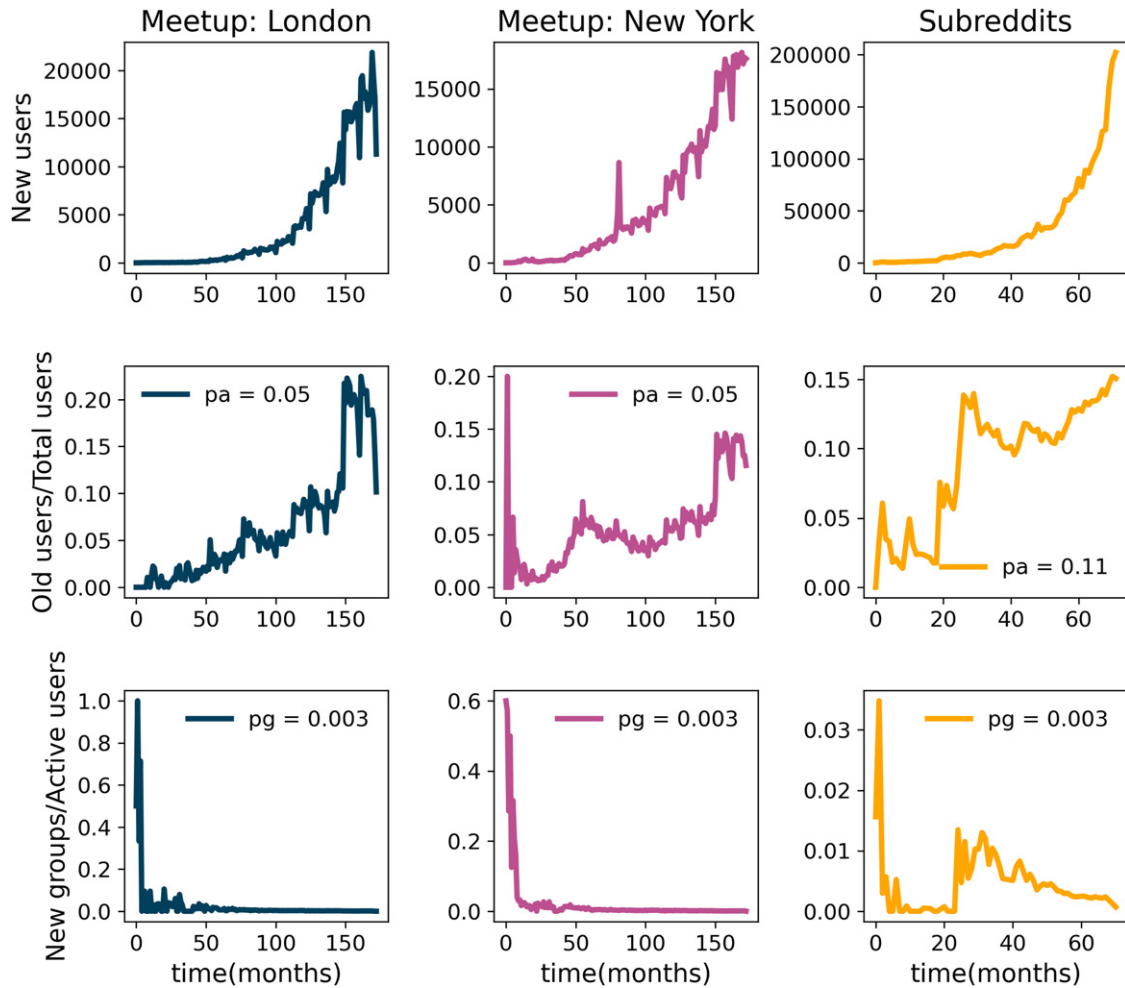 Meetup: London
Meetup: New York
Subreddits
New users
20000
15000
10000
5000
0
0 50 100 150
15000
10000
5000
0
0 50 100 150
200000
150000
100000
50000
0
0 20 40 60
Old users/Total users
0.20
0.15
0.10
0.05
0.00
pa = 0.05
0 50 100 150
0.20
0.15
0.10
0.05
0.00
pa = 0.05
0 50 100 150
0.15
0.10
0.05
0.00
pa = 0.11
0 20 40 60
New groups/Active users
1.0
0.8
0.6
0.4
0.2
0.0
pg = 0.003
0 50 100 150
time(months)
0.6
0.4
0.2
0.0
pg = 0.003
0 50 100 150
time(months)
0.03
0.02
0.01
0.00
pg = 0.003
0 20 40 60
time(months)